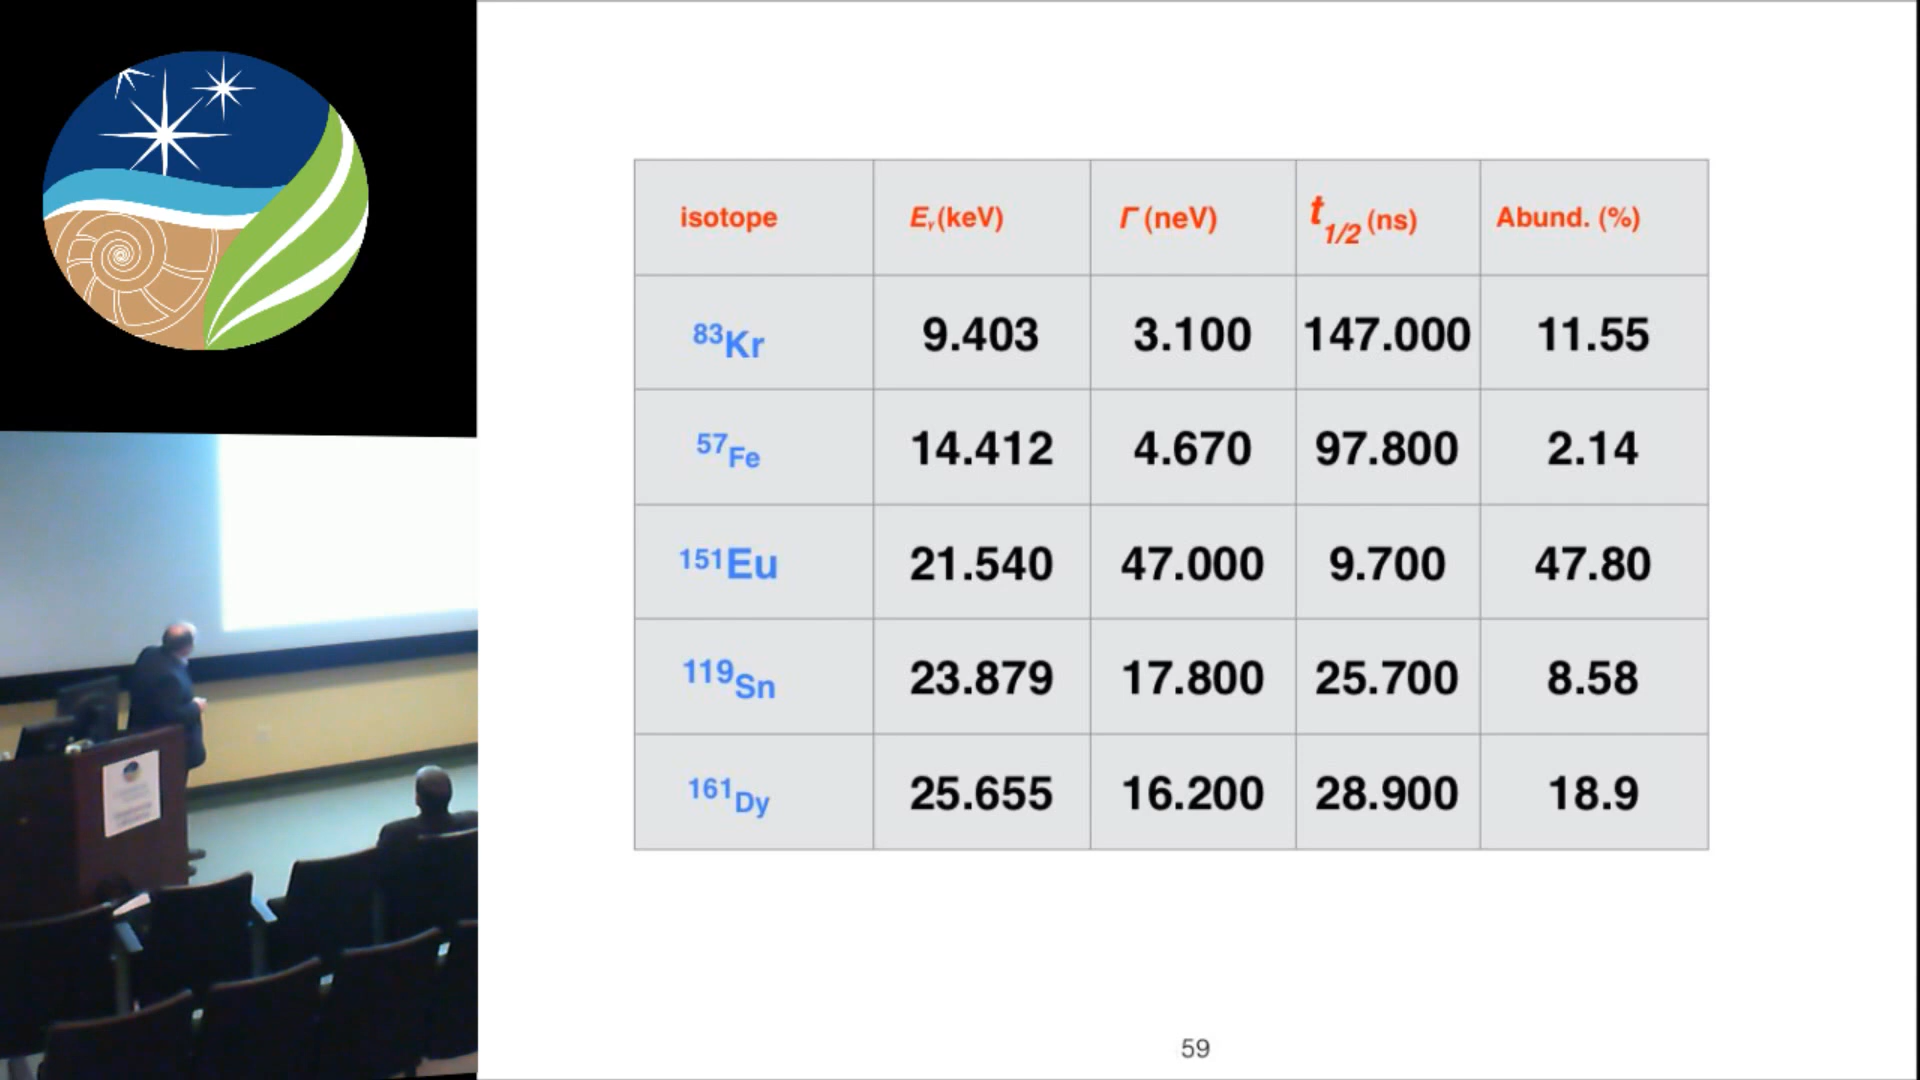 isotope Eᵧ(keV) Γ(neV) t1/2(ns) Abund. (%)
⁸³Kr 9.403 3.100 147.000 11.55
⁵⁷Fe 14.412 4.670 97.800 2.14
¹⁵¹Eu 21.540 47.000 9.700 47.80
¹¹⁹Sn 23.879 17.800 25.700 8.58
¹⁶¹Dy 25.655 16.200 28.900 18.9
59